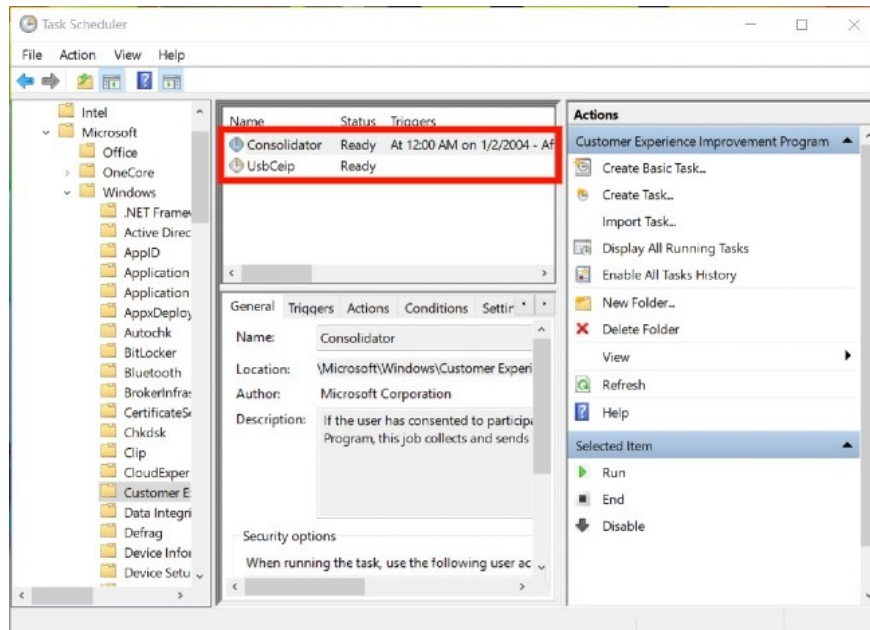 Task Scheduler
File Action View Help
Intel
Microsoft
Office
OneCore
Windows
.NET Frame
Active Direc
AppID
Application
Application
AppxDeploy
Autochk
BitLocker
Bluetooth
BrokerInfras
CertificateSe
Chkdsk
Clip
CloudExper
Customer E
Data Integri
Defrag
Device Infor
Device Setu
Name Status Triggers
Consolidator Ready At 12:00 AM on 1/2/2004 - Af
UsbCeip Ready
General Triggers Actions Conditions Settin
Name: Consolidator
Location: \Microsoft\Windows\Customer Experi
Author: Microsoft Corporation
Description: If the user has consented to participa
Program, this job collects and sends
Security options
When running the task, use the following user ac
Actions
Customer Experience Improvement Program
Create Basic Task...
Create Task...
Import Task...
Display All Running Tasks
Enable All Tasks History
New Folder...
Delete Folder
View
Refresh
Help
Selected Item
Run
End
Disable